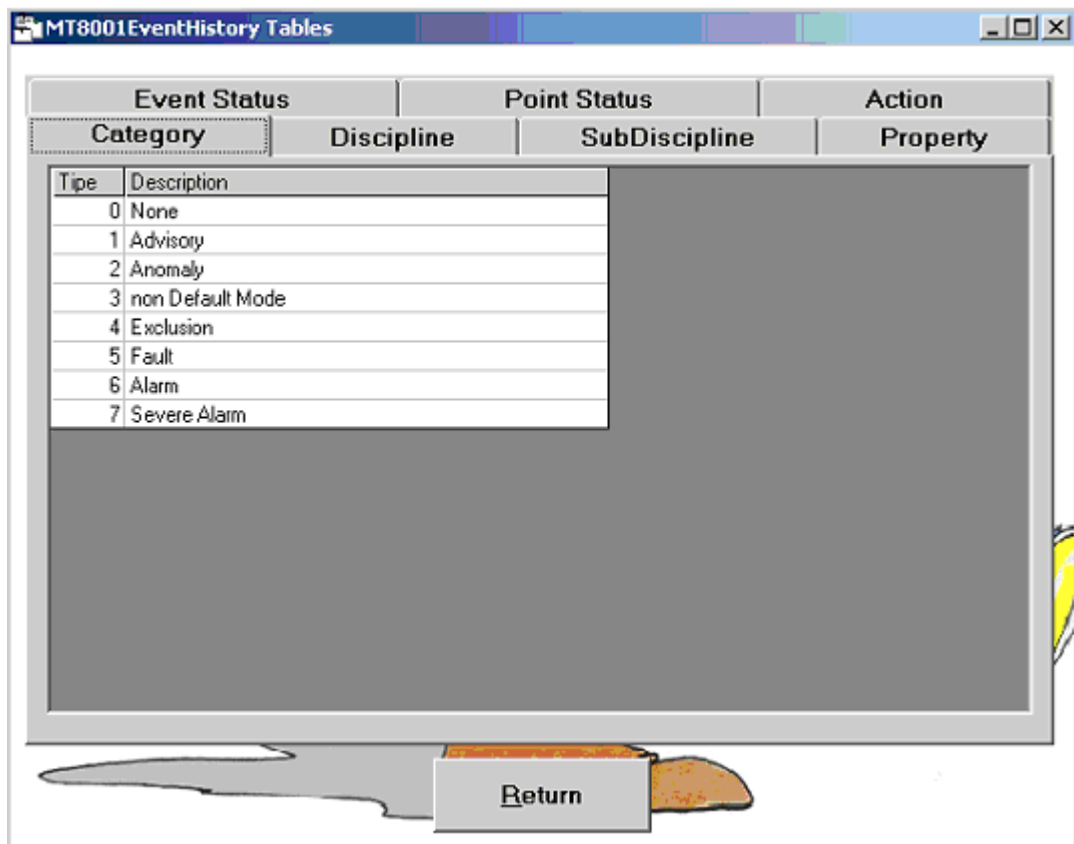 MT8001EventHistory Tables
Event Status Point Status Action
Category Discipline SubDiscipline Property
Tipe Description
0 None
1 Advisory
2 Anomaly
3 non Default Mode
4 Exclusion
5 Fault
6 Alarm
7 Severe Alarm
Return